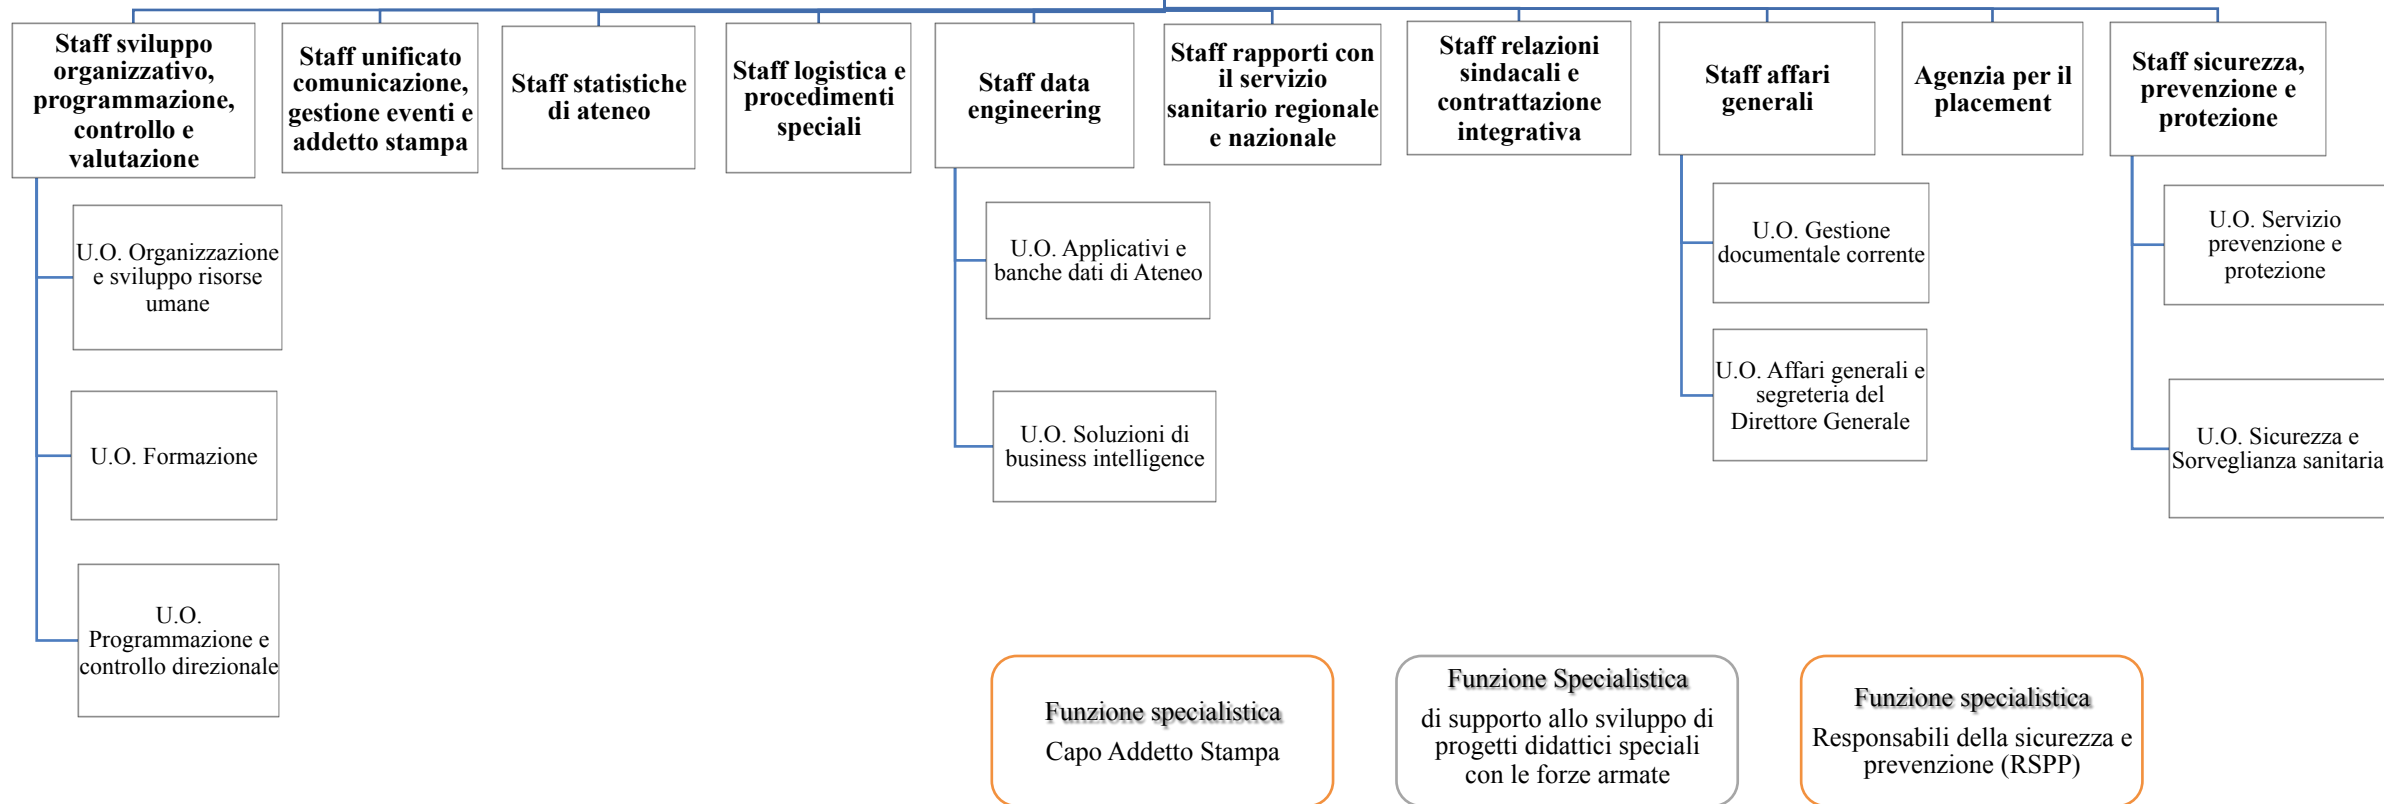 Staff sviluppo
organizzativo,
programmazione,
controllo e
valutazione
Staff unificato
comunicazione,
gestione eventi e
addetto stampa
Staff statistiche
di ateneo
Staff logistica e
procedimenti
speciali
Staff data
engineering
Staff rapporti con
il servizio
sanitario regionale
e nazionale
Staff relazioni
sindacali e
contrattazione
integrativa
Staff affari
generali
Agenzia per il
placement
Staff sicurezza,
prevenzione e
protezione
U.O. Organizzazione
e sviluppo risorse
umane
U.O. Formazione
U.O.
Programmazione e
controllo direzionale
U.O. Applicativi e
banche dati di Ateneo
U.O. Soluzioni di
business intelligence
U.O. Gestione
documentale corrente
U.O. Affari generali e
segreteria del
Direttore Generale
U.O. Servizio
prevenzione e
protezione
U.O. Sicurezza e
Sorveglianza sanitaria
Funzione specialistica
Capo Addetto Stampa
Funzione Specialistica
di supporto allo sviluppo di
progetti didattici speciali
con le forze armate
Funzione specialistica
Responsabili della sicurezza e
prevenzione (RSPP)